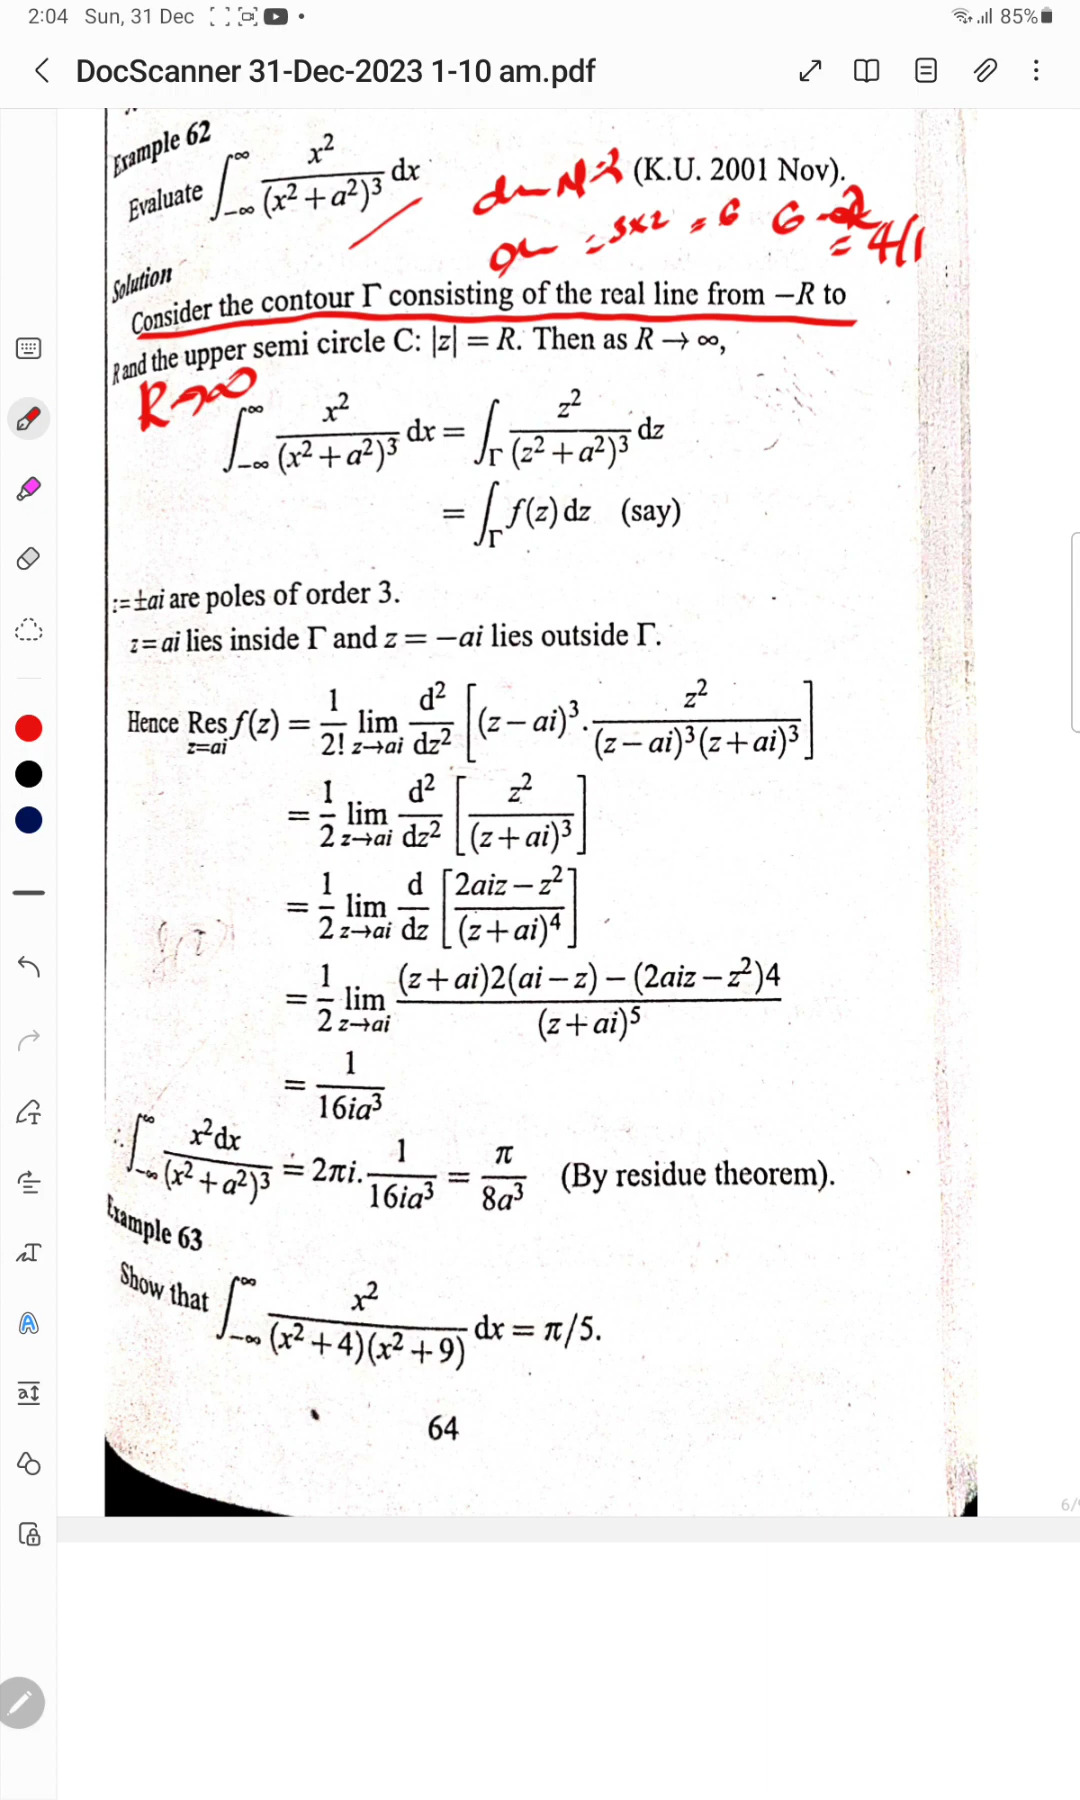 2:04 Sun, 31 Dec 85%
DocScanner 31-Dec-2023 1-10 am.pdf
Example 62
Evaluate ∫_{-∞}^{∞} x²/(x² + a²)³ dx (K.U. 2001 Nov).
= 3x2 = 6 6 - 2
= 4/1
Solution
Consider the contour Γ consisting of the real line from −R to
R and the upper semi circle C: |z| = R. Then as R → ∞,
R→∞
∫_{-∞}^{∞} x²/(x² + a²)³ dx = ∫_Γ z²/(z² + a²)³ dz
= ∫_Γ f(z) dz (say)
z = ±ai are poles of order 3.
z = ai lies inside Γ and z = −ai lies outside Γ.
Hence Res_{z=ai} f(z) = 1/2! lim_{z→ai} d²/dz² [(z − ai)³ . z²/((z − ai)³(z + ai)³)]
= 1/2 lim_{z→ai} d²/dz² [z²/(z + ai)³]
= 1/2 lim_{z→ai} d/dz [(2aiz − z²)/(z + ai)⁴]
= 1/2 lim_{z→ai} ((z + ai)2(ai − z) − (2aiz − z²)4)/(z + ai)⁵
= 1/16ia³
∴ ∫_{-∞}^{∞} x²dx/(x² + a²)³ = 2πi. 1/16ia³ = π/8a³ (By residue theorem).
Example 63
Show that ∫_{-∞}^{∞} x²/((x² + 4)(x² + 9)) dx = π/5.
64